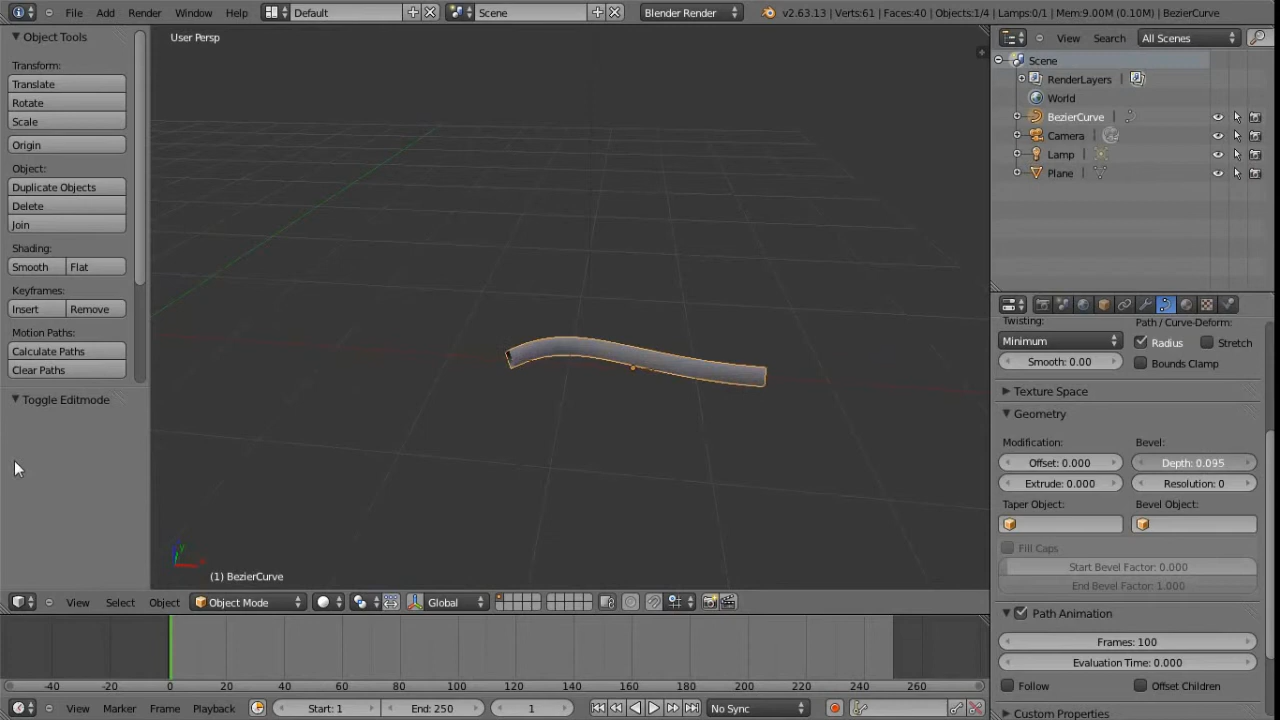 File Add Render Window Help Default Scene Blender Render v2.63.13 | Verts:61 | Faces:40 | Objects:1/4 | Lamps:0/1 | Mem:9.00M (0.10M) | BezierCurve
Object Tools
Transform:
Translate
Rotate
Scale
Origin
Object:
Duplicate Objects
Delete
Join
Shading:
Smooth Flat
Keyframes:
Insert Remove
Motion Paths:
Calculate Paths
Clear Paths
Toggle Editmode
User Persp
(1) BezierCurve
View Select Object Object Mode Global
-40 -20 0 20 40 60 80 100 120 140 160 180 200 220 240 260
View Marker Frame Playback Start: 1 End: 250 1 No Sync
View Search All Scenes
Scene
RenderLayers |
World
BezierCurve |
Camera |
Lamp |
Plane |
Twisting: Path / Curve-Deform:
Minimum Radius Stretch
Smooth: 0.00 Bounds Clamp
Texture Space
Geometry
Modification: Bevel:
Offset: 0.000 Depth: 0.095
Extrude: 0.000 Resolution: 0
Taper Object: Bevel Object:
Fill Caps
Start Bevel Factor: 0.000
End Bevel Factor: 1.000
Path Animation
Frames: 100
Evaluation Time: 0.000
Follow Offset Children
Custom Properties